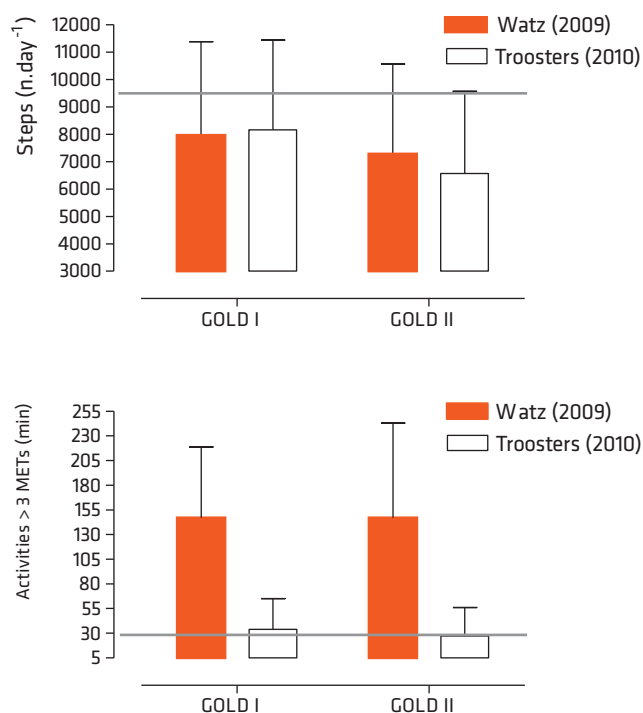 Steps (n.day⁻¹)
12000
11000
10000
9000
8000
7000
6000
5000
4000
3000
Watz (2009)
Troosters (2010)
GOLD I
GOLD II
Activities > 3 METs (min)
255
230
205
180
155
130
105
80
55
30
5
Watz (2009)
Troosters (2010)
GOLD I
GOLD II